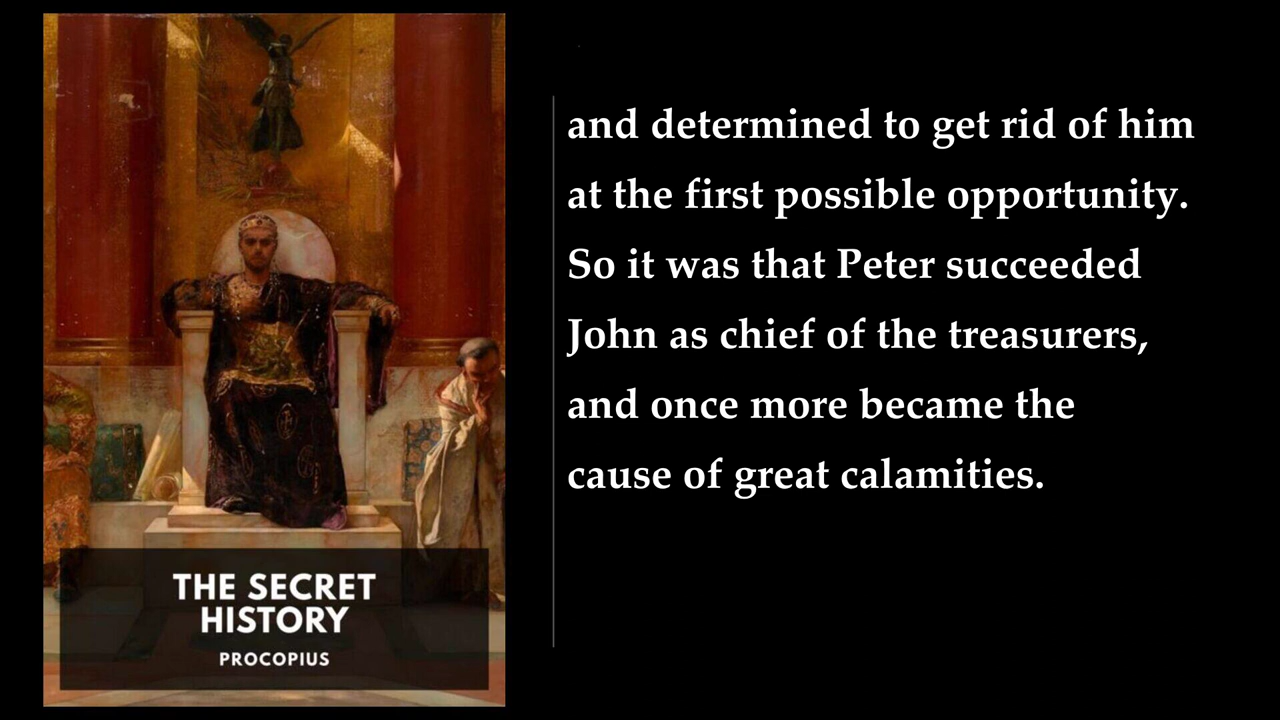 THE SECRET
HISTORY
PROCOPIUS
and determined to get rid of him
at the first possible opportunity.
So it was that Peter succeeded
John as chief of the treasurers,
and once more became the
cause of great calamities.